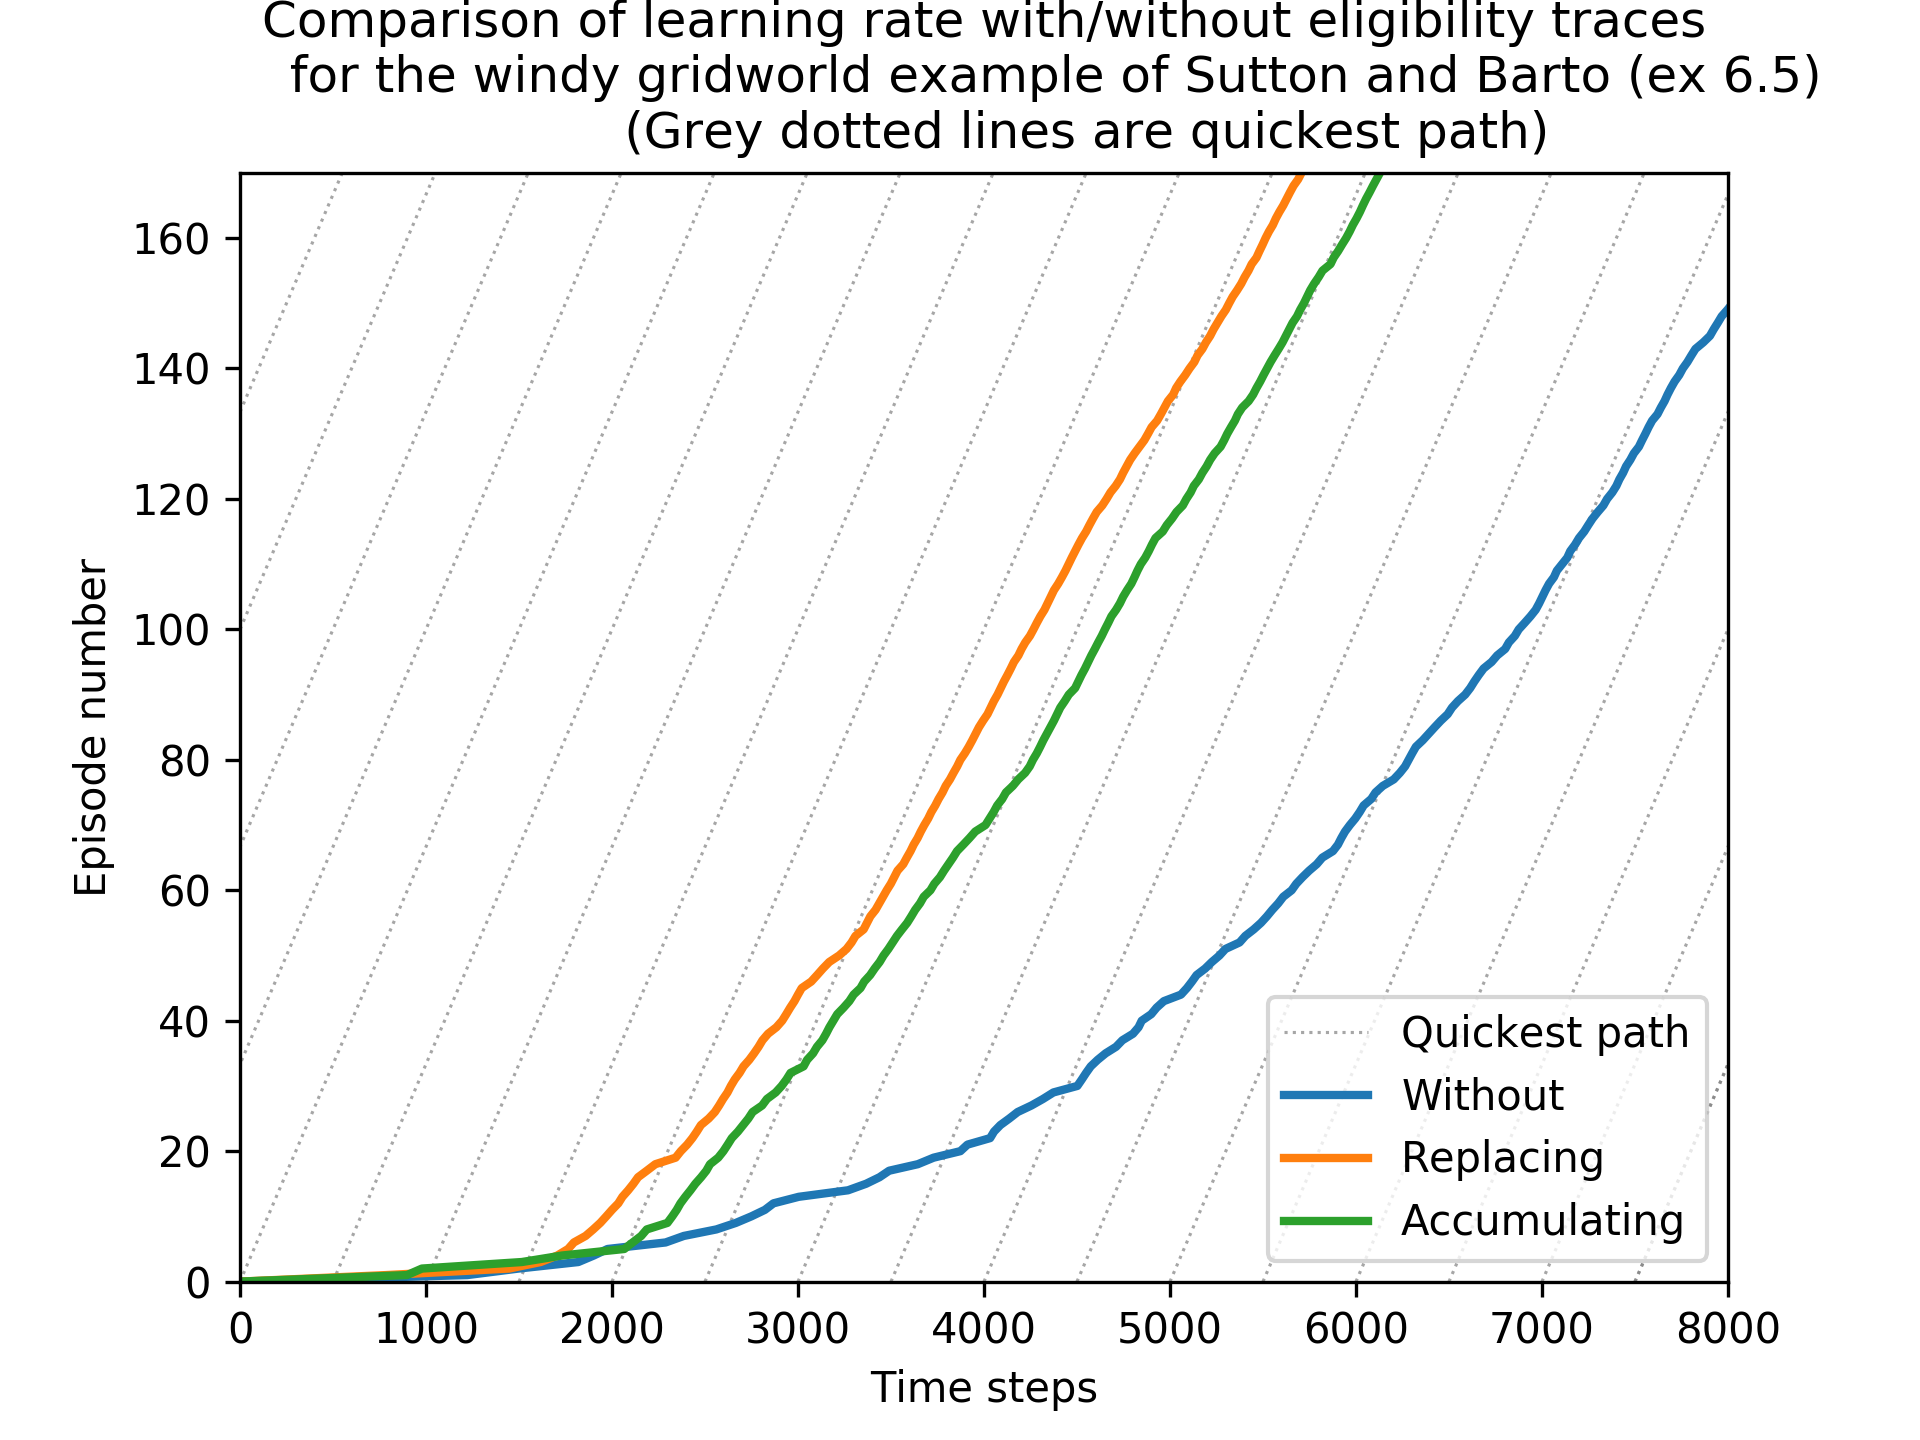 Comparison of learning rate with/without eligibility traces
for the windy gridworld example of Sutton and Barto (ex 6.5)
(Grey dotted lines are quickest path)
160
140
120
100
80
60
40
20
0
Episode number
Quickest path
Without
Replacing
Accumulating
0 1000 2000 3000 4000 5000 6000 7000 8000
Time steps